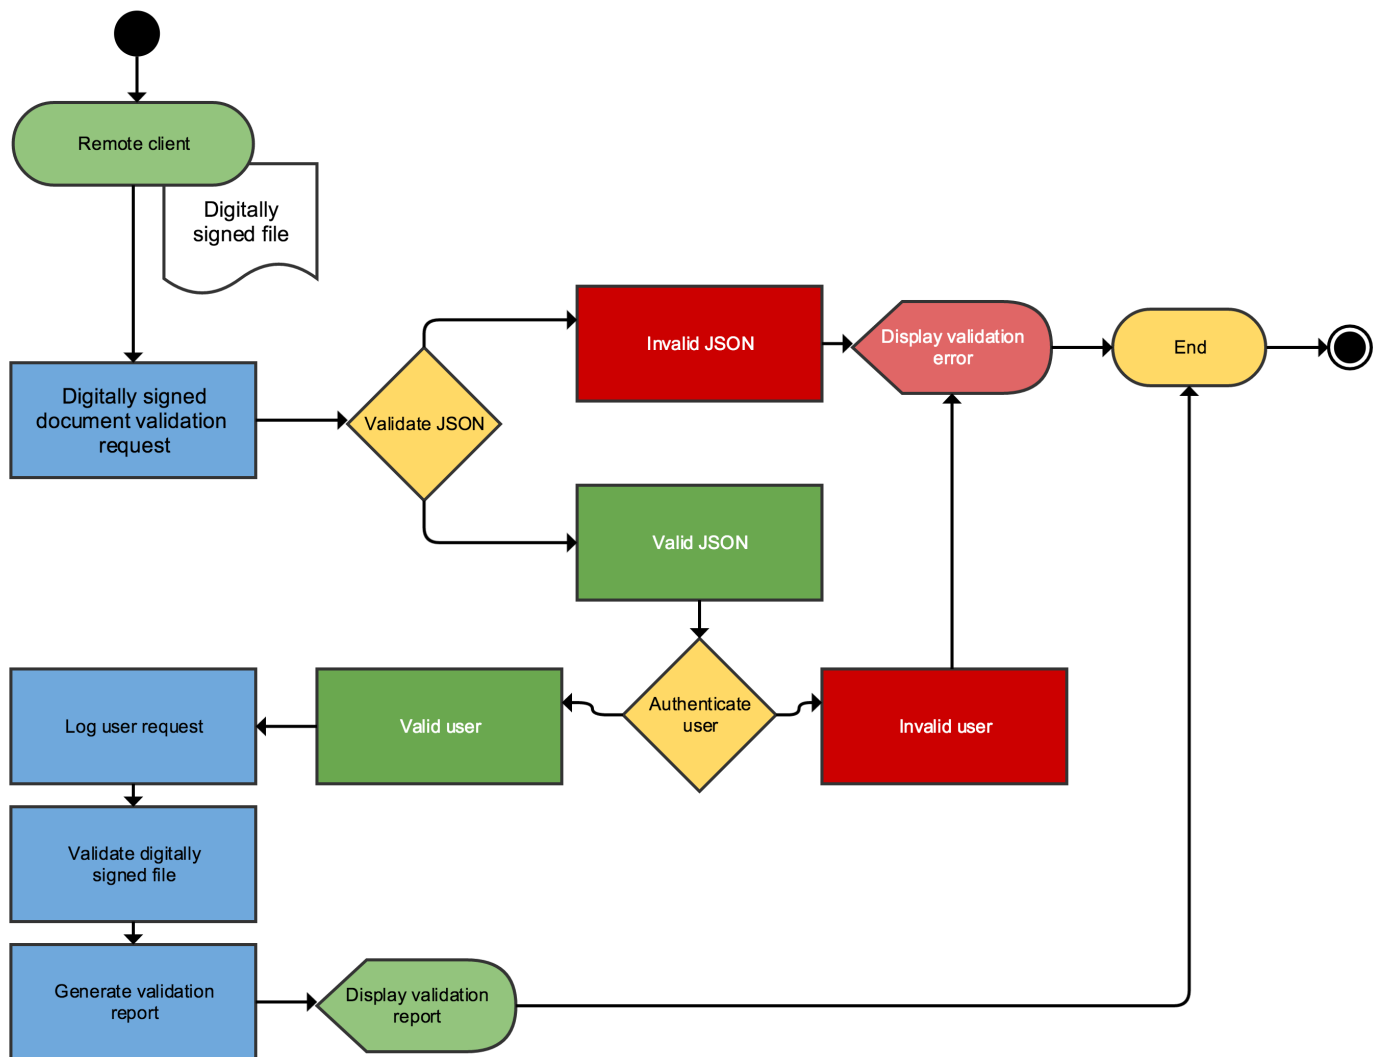 Remote client
Digitally
signed file
Digitally signed
document validation
request
Validate JSON
Invalid JSON
Display validation
error
End
Valid JSON
Authenticate
user
Valid user
Invalid user
Log user request
Validate digitally
signed file
Generate validation
report
Display validation
report